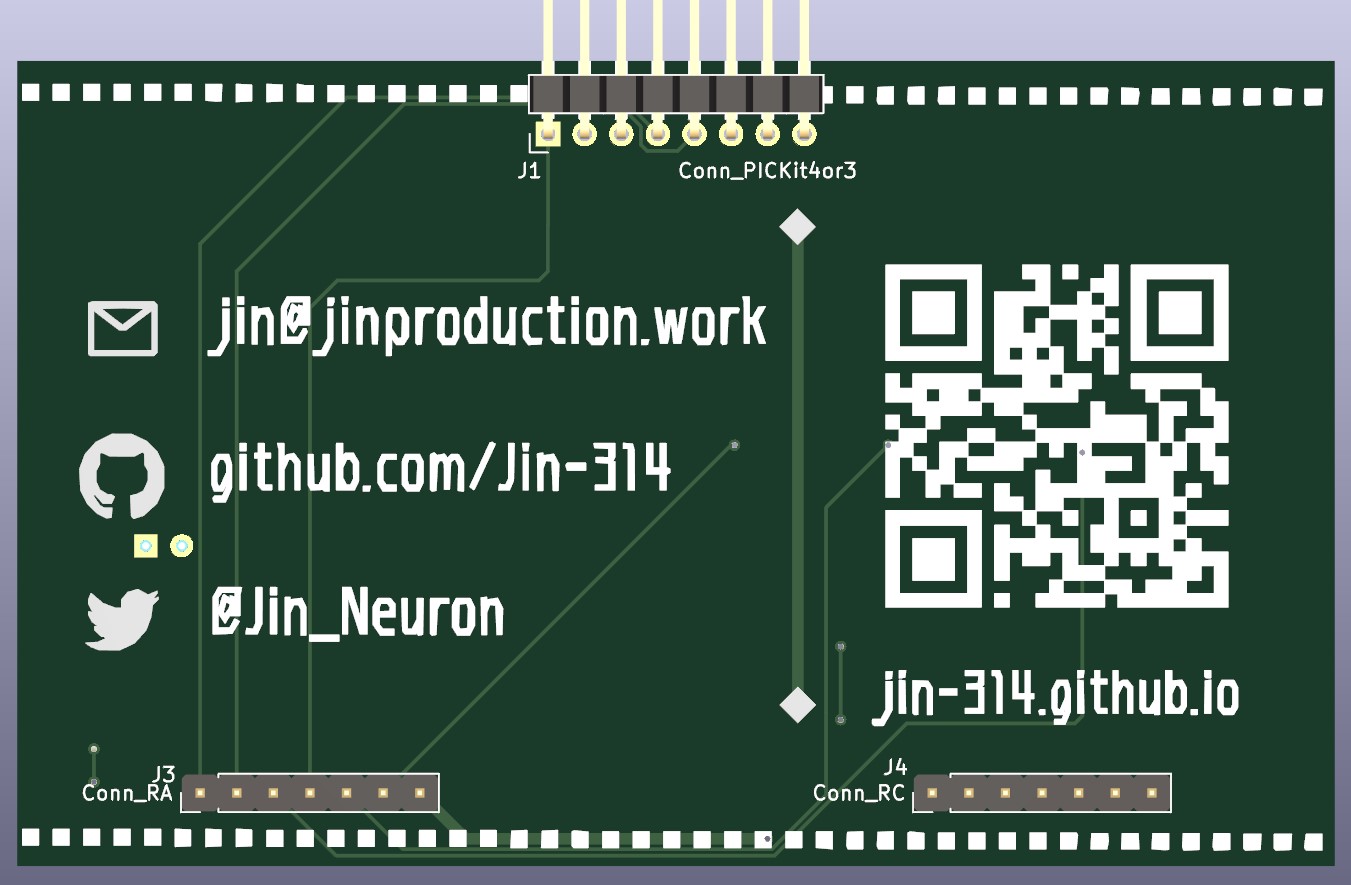 J1
Conn_PICKit4or3
jin@jinproduction.work
github.com/Jin-314
@Jin_Neuron
jin-314.github.io
J3
Conn_RA
J4
Conn_RC